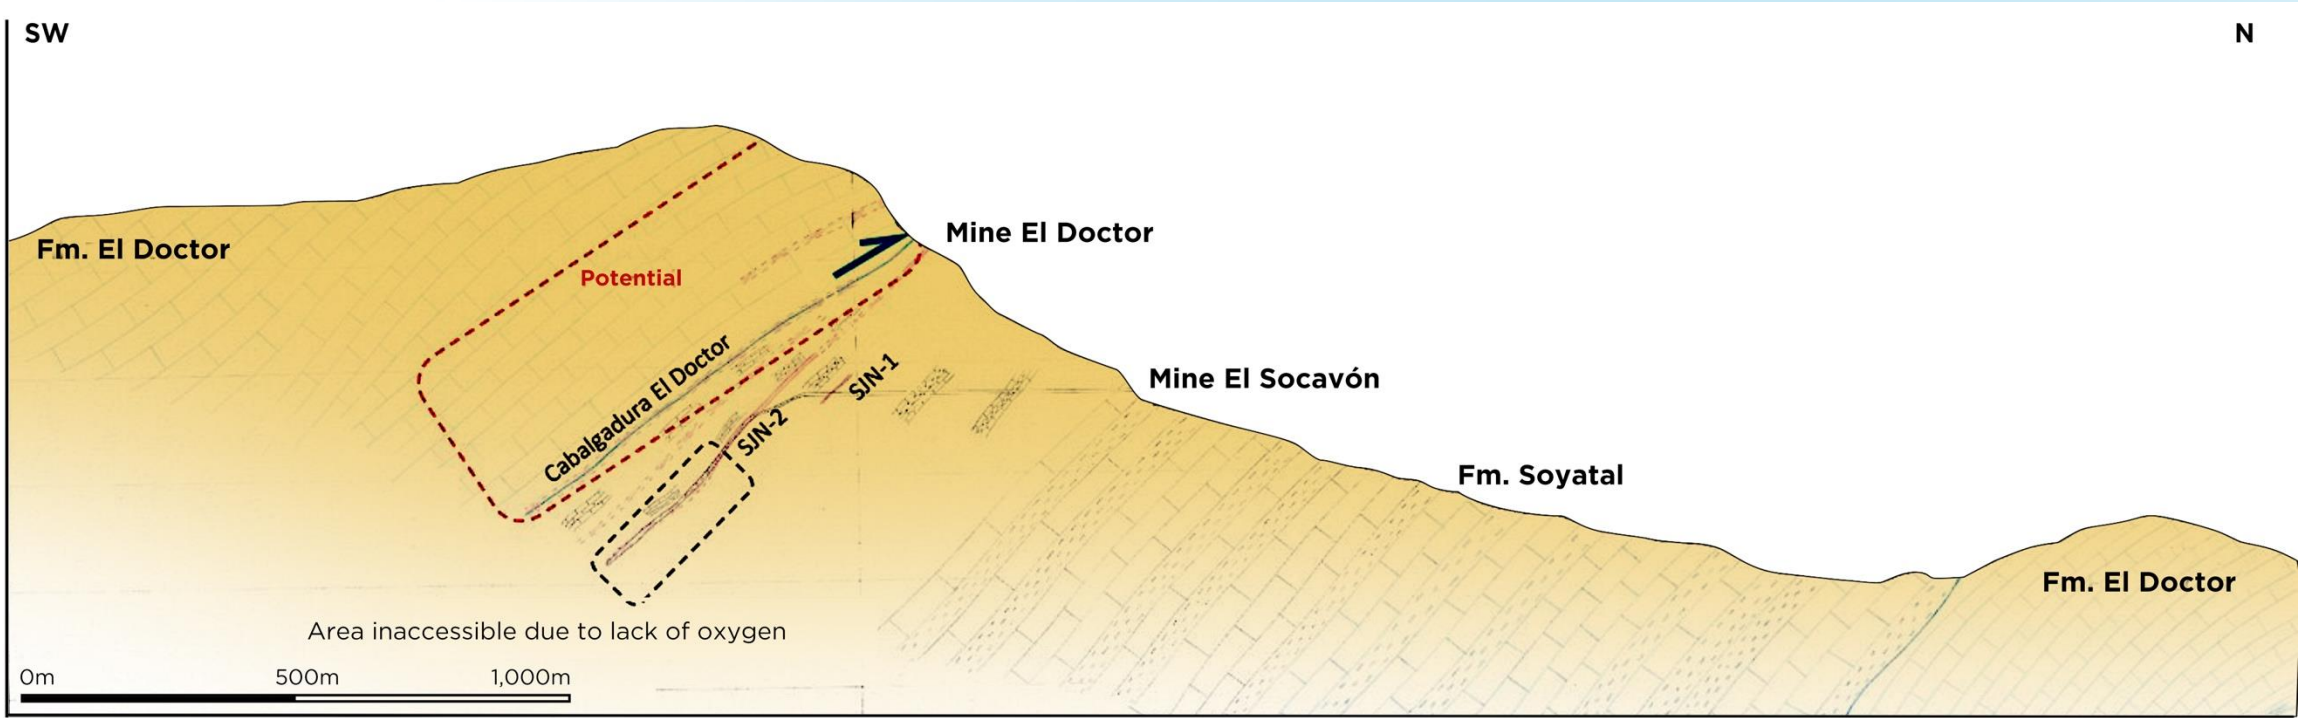 SW
N
Mine El Doctor
Fm. El Doctor
Potential
Cabalgadura El Doctor
SJN-1
Mine El Socavón
SJN-2
Fm. Soyatal
Fm. El Doctor
Area inaccessible due to lack of oxygen
0m 500m 1,000m